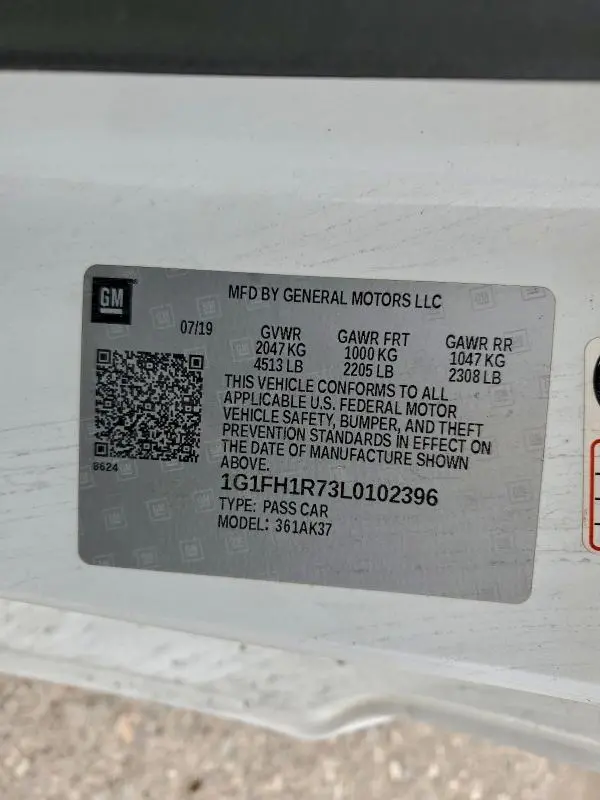 GM
MFD BY GENERAL MOTORS LLC
07/19
GVWR GAWR FRT GAWR RR
2047 KG 1000 KG 1047 KG
4513 LB 2205 LB 2308 LB
THIS VEHICLE CONFORMS TO ALL
APPLICABLE U.S. FEDERAL MOTOR
VEHICLE SAFETY, BUMPER, AND THEFT
PREVENTION STANDARDS IN EFFECT ON
THE DATE OF MANUFACTURE SHOWN
ABOVE.
8624
1G1FH1R73L0102396
TYPE: PASS CAR
MODEL: 361AK37